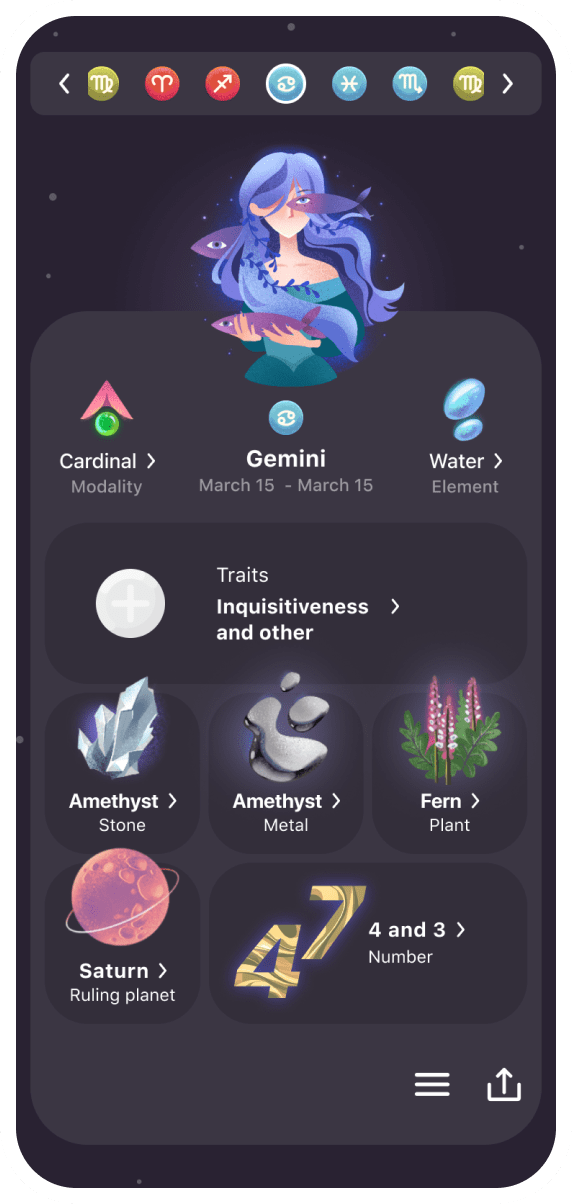 Cardinal
Modality
Gemini
March 15 - March 15
Water
Element
Traits
Inquisitiveness
and other
Amethyst
Stone
Amethyst
Metal
Fern
Plant
Saturn
Ruling planet
47
4 and 3
Number